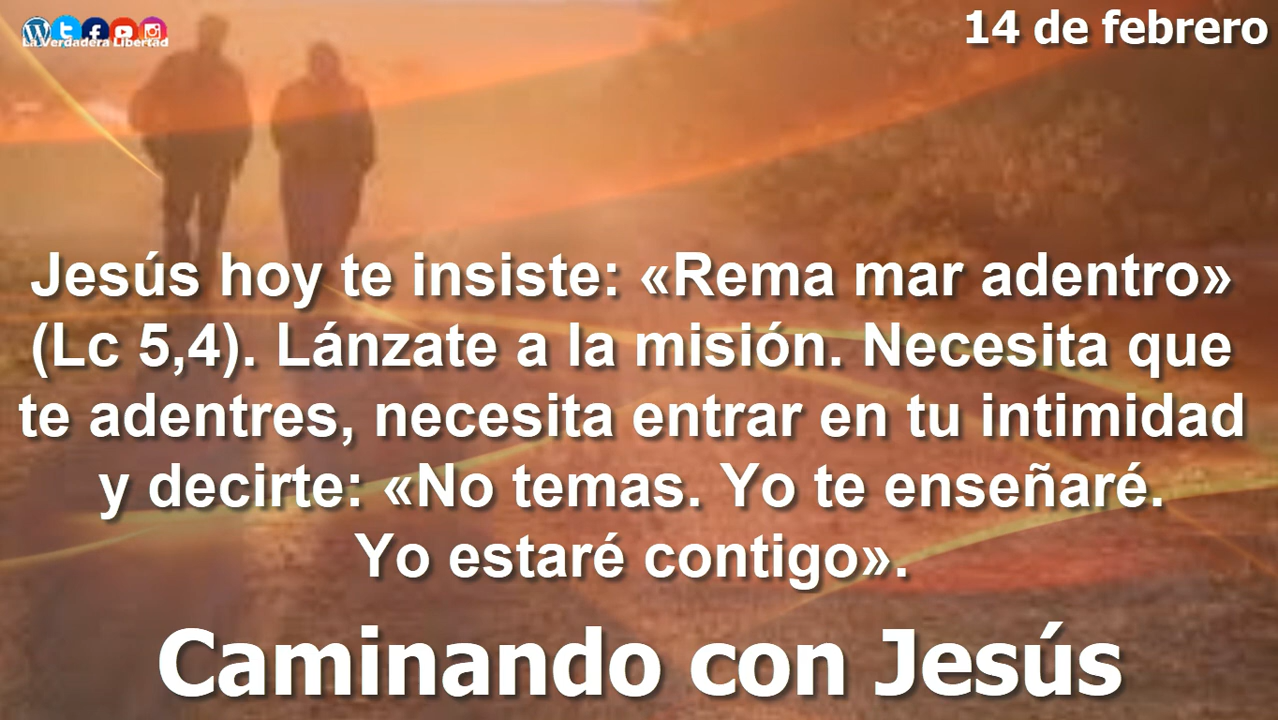 La Verdadera Libertad
14 de febrero
Jesús hoy te insiste: «Rema mar adentro»
(Lc 5,4). Lánzate a la misión. Necesita que
te adentres, necesita entrar en tu intimidad
y decirte: «No temas. Yo te enseñaré.
Yo estaré contigo».
Caminando con Jesús